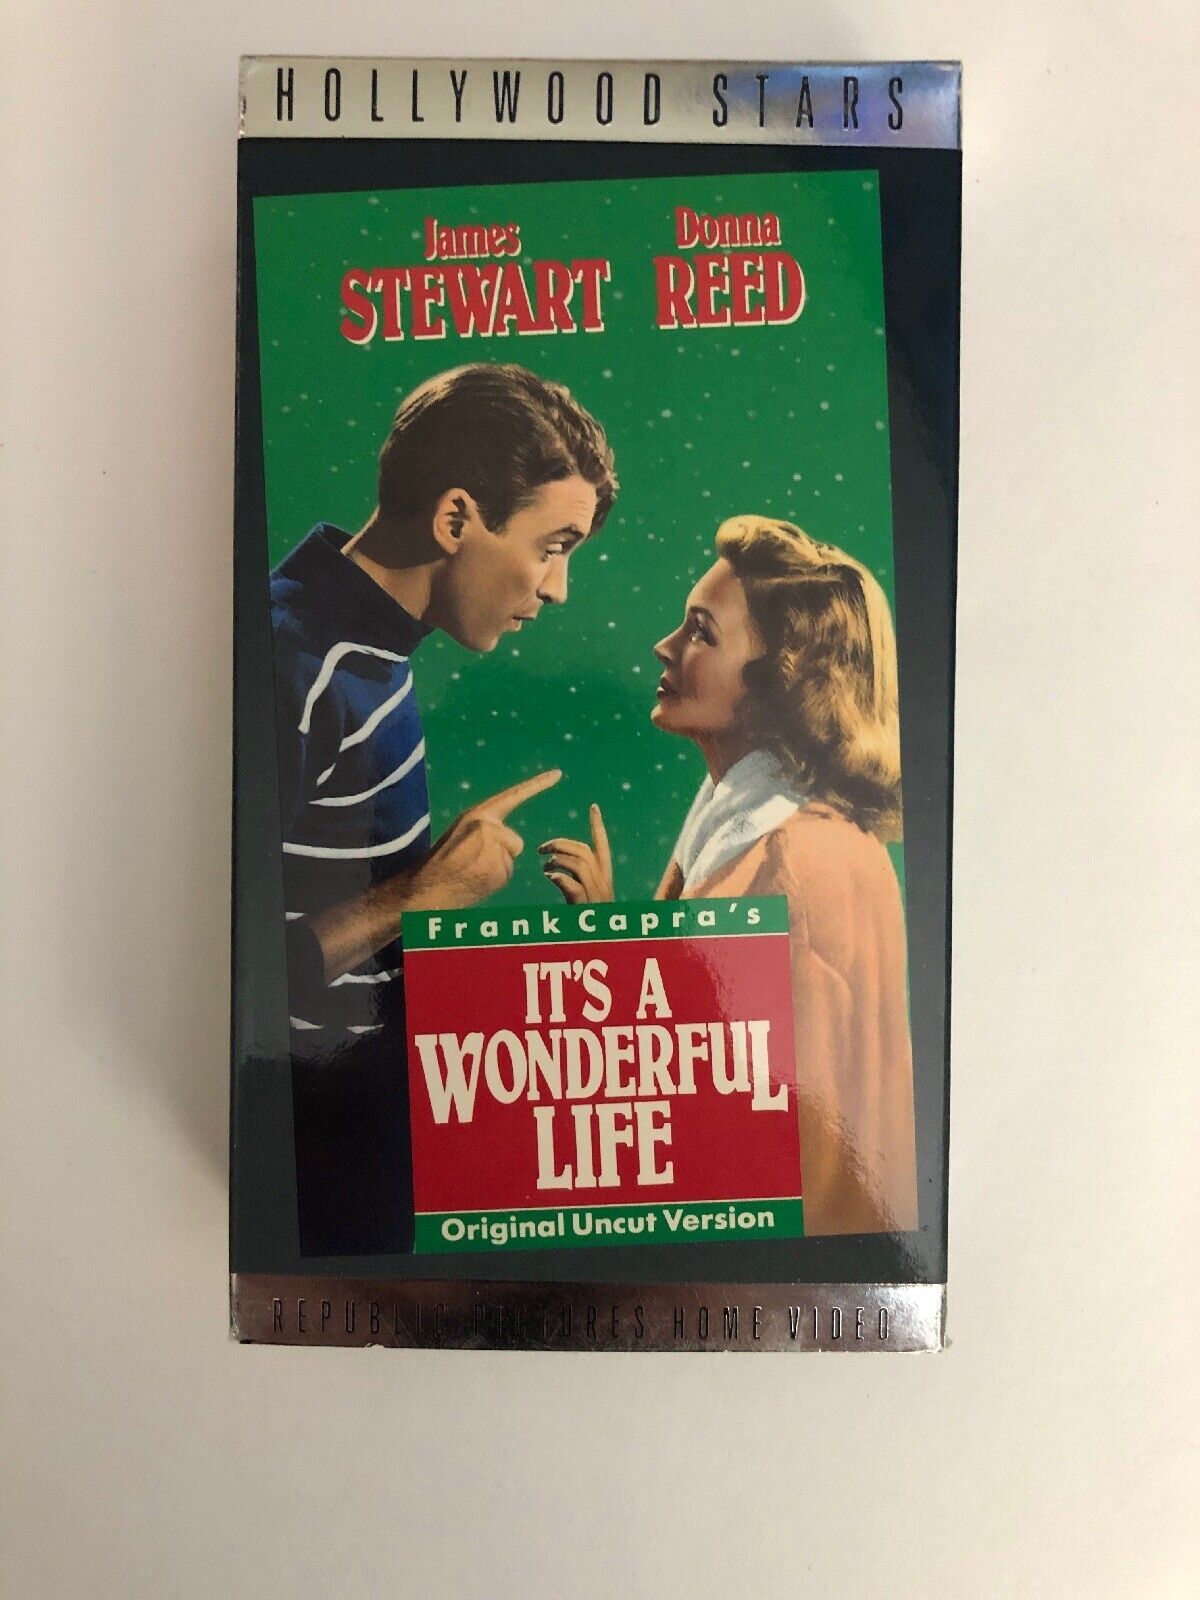 HOLLYWOOD STARS
James STEWART
Donna REED
Frank Capra's
IT'S A
WONDERFUL
LIFE
Original Uncut Version
REPUBLIC PICTURES HOME VIDEO